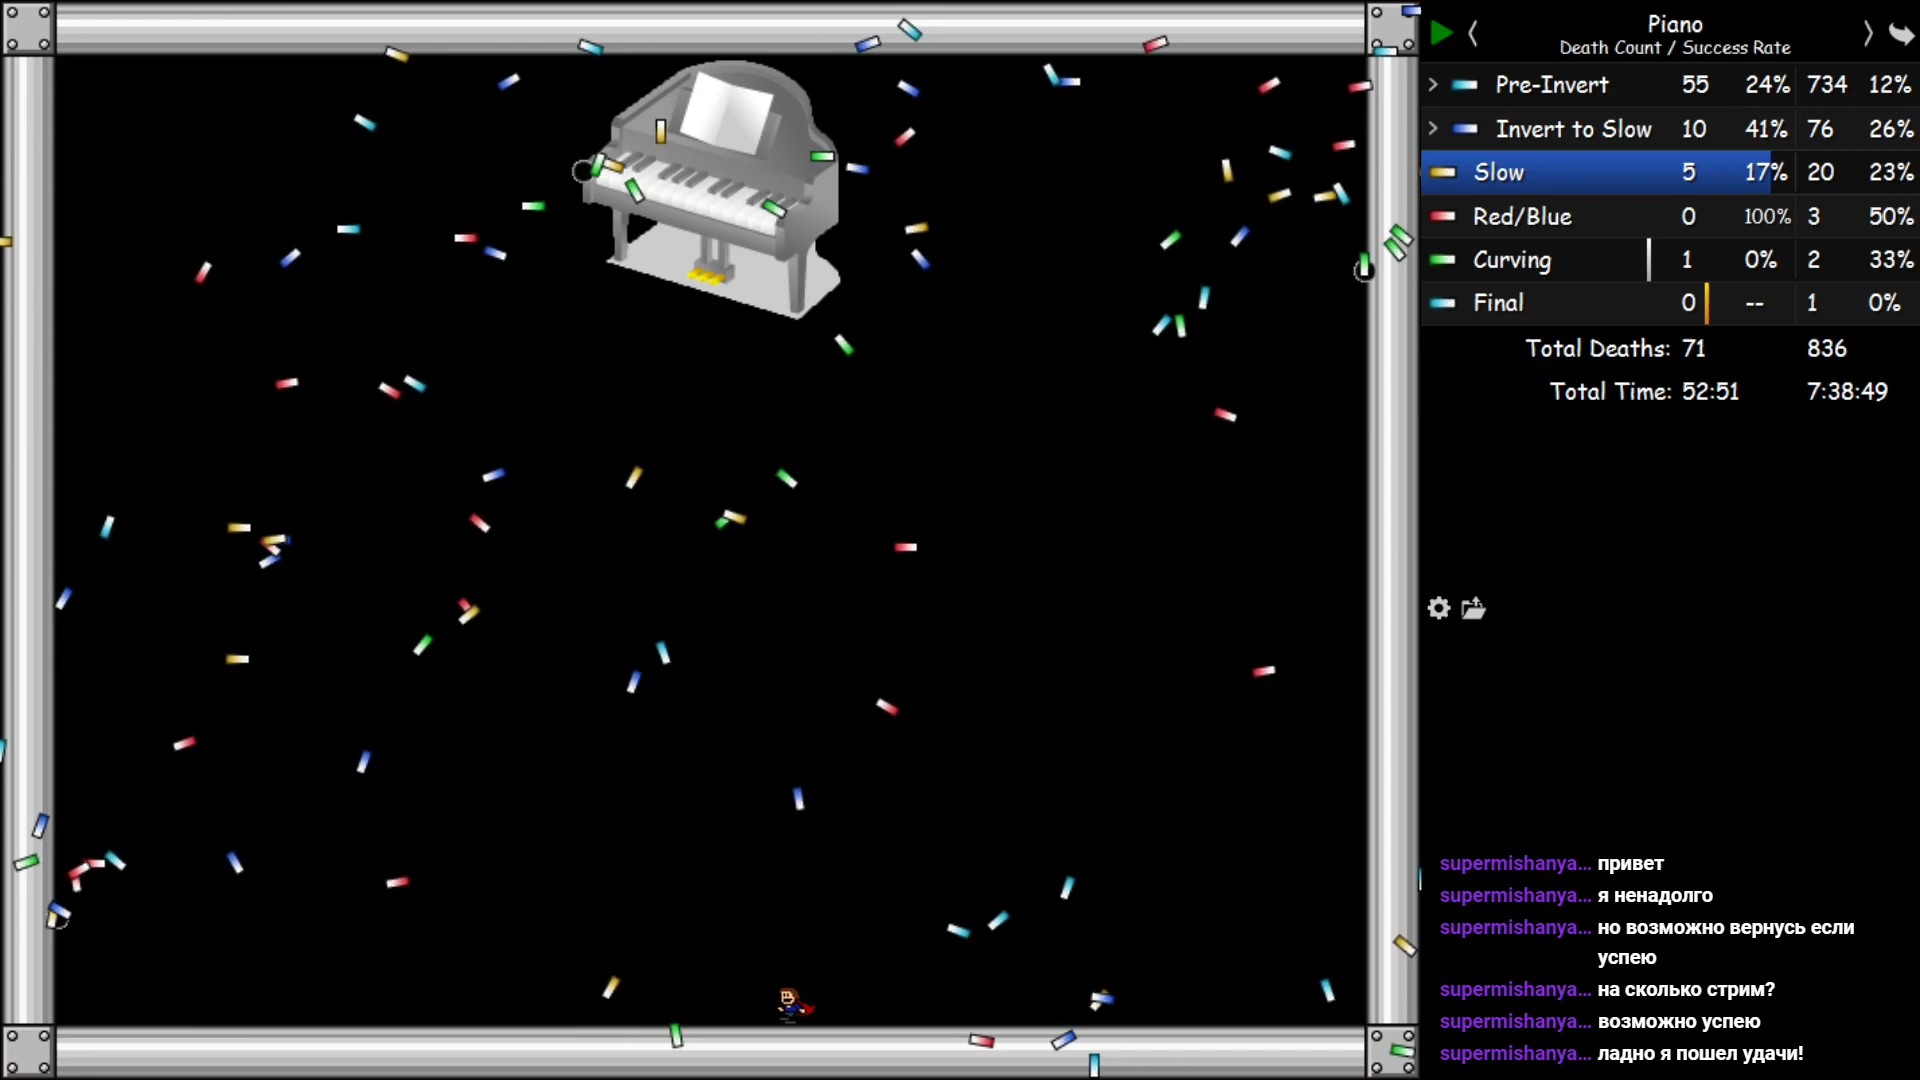 Piano
Death Count / Success Rate
Pre-Invert 55 24% 734 12%
Invert to Slow 10 41% 76 26%
Slow 5 17% 20 23%
Red/Blue 0 100% 3 50%
Curving 1 0% 2 33%
Final 0 -- 1 0%
Total Deaths: 71 836
Total Time: 52:51 7:38:49
supermishanya... привет
supermishanya... я ненадолго
supermishanya... но возможно вернусь если
успею
supermishanya... на сколько стрим?
supermishanya... возможно успею
supermishanya... ладно я пошел удачи!